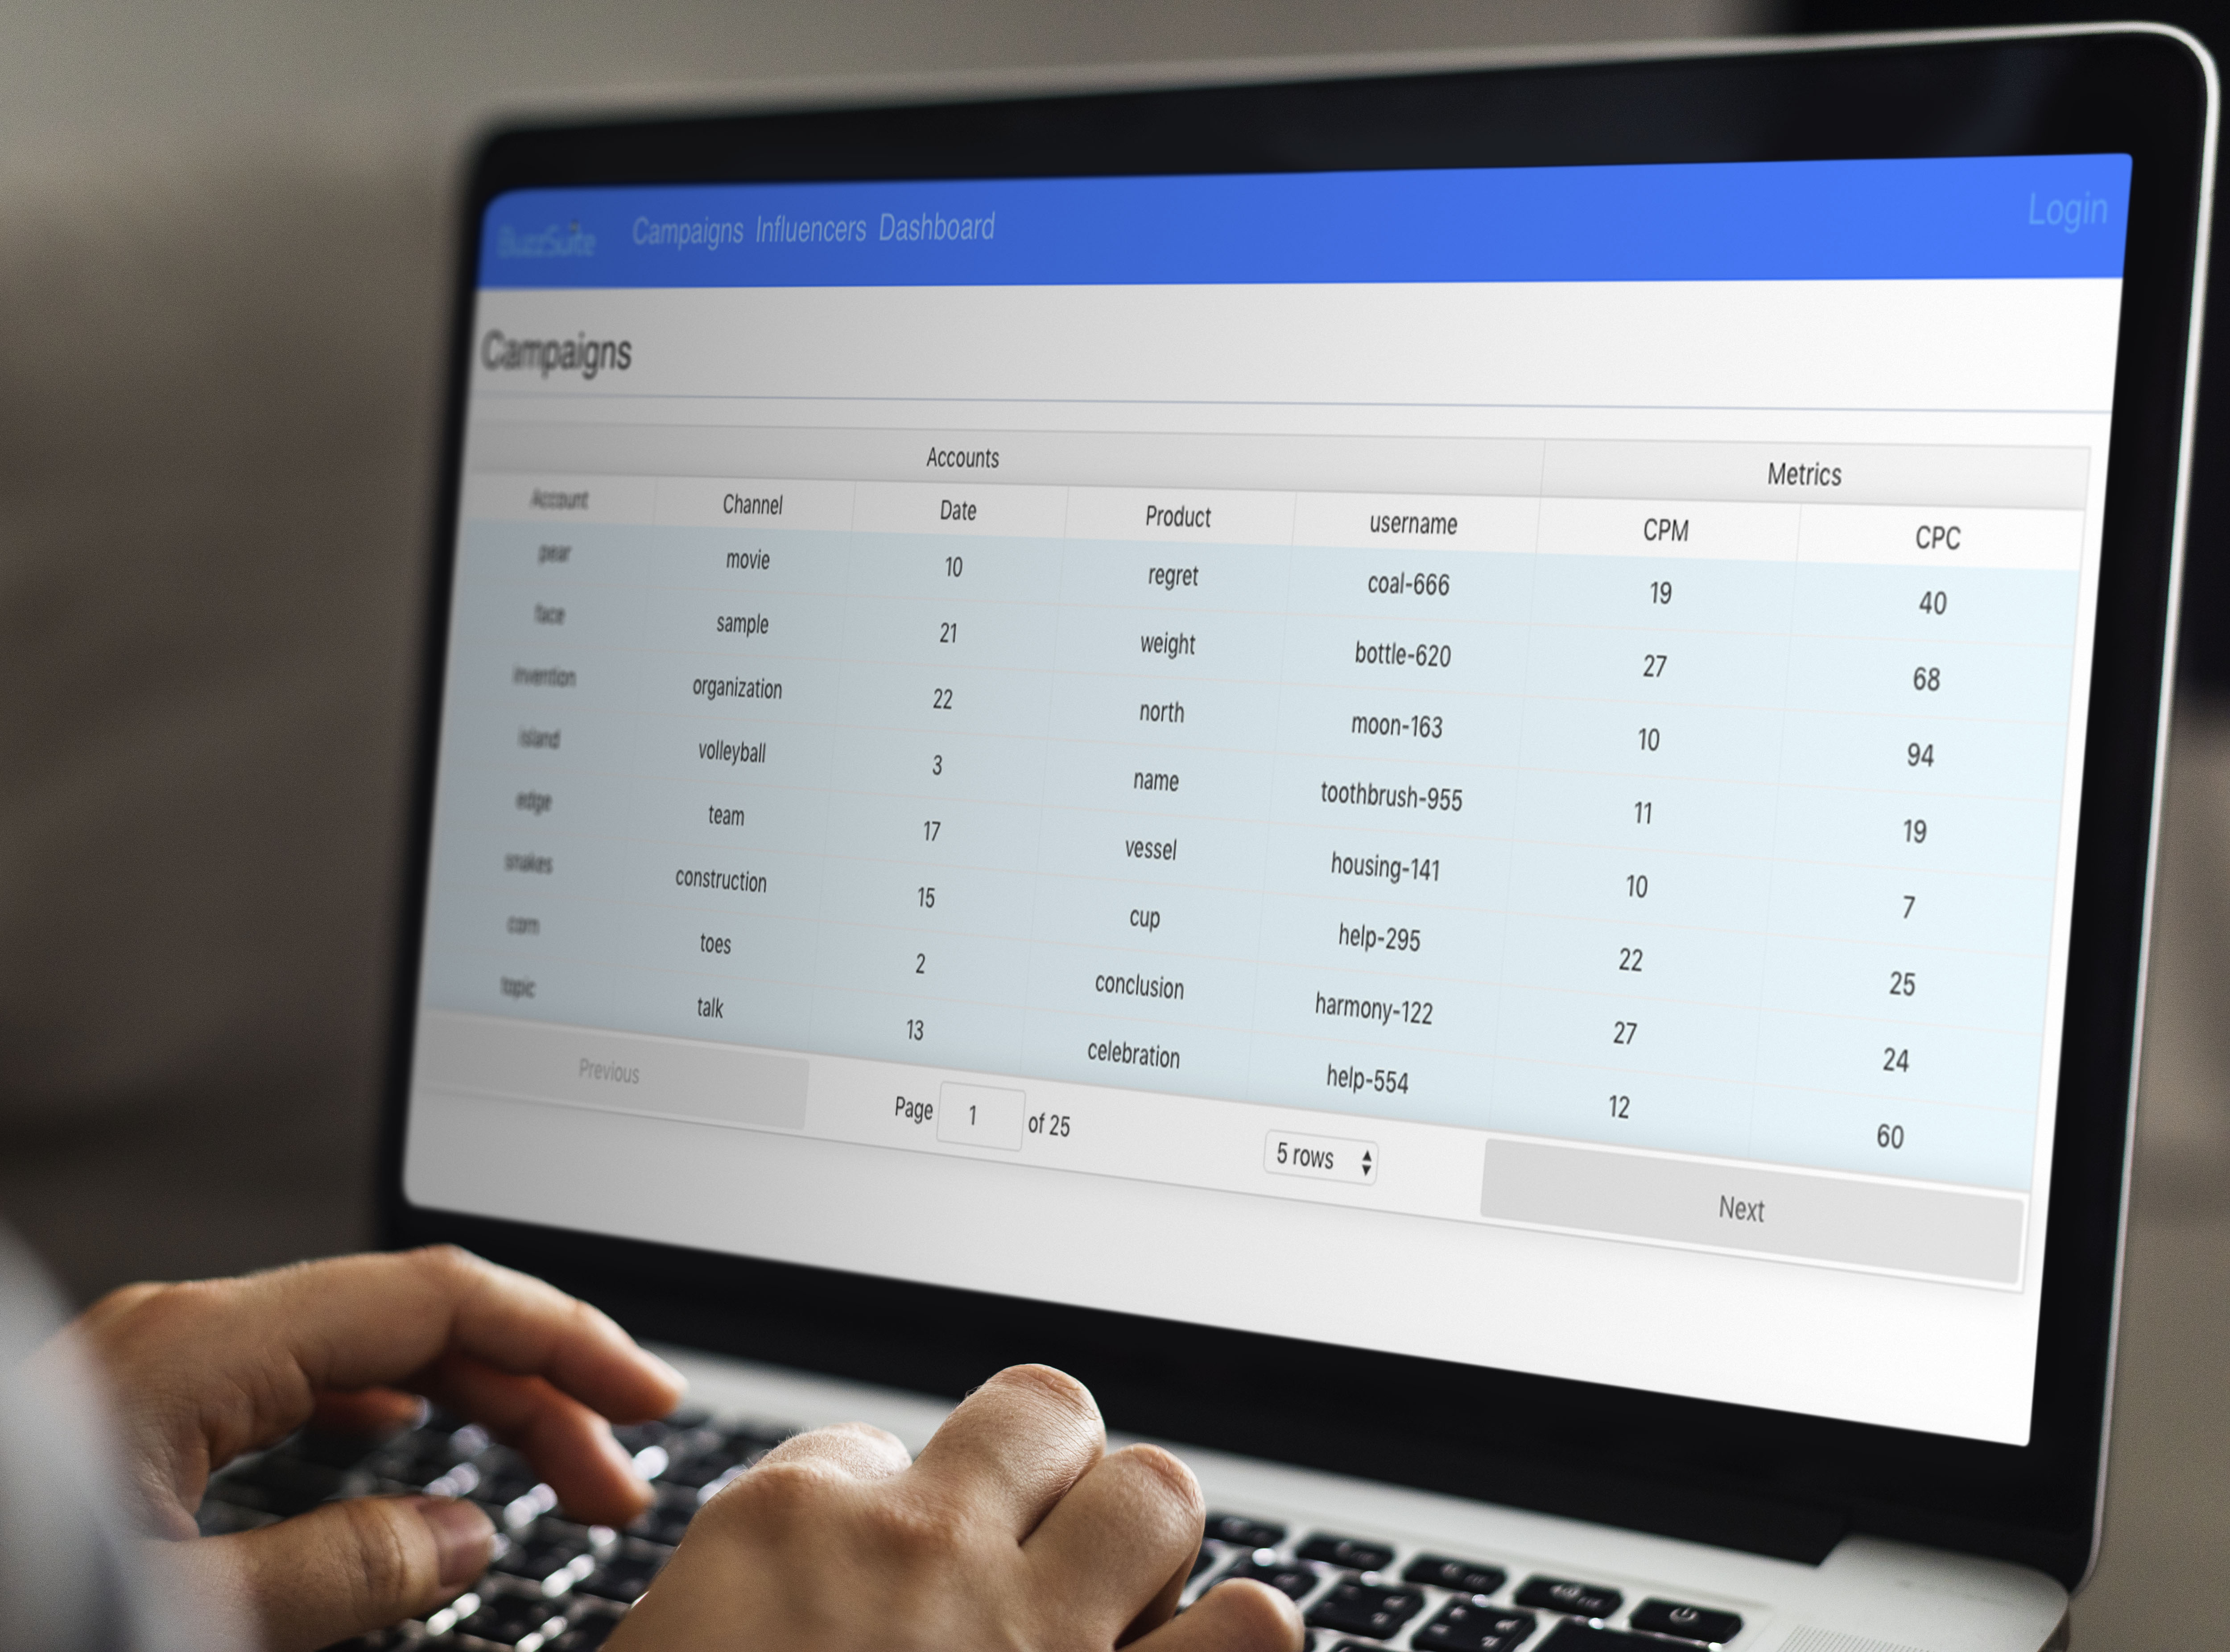 BuzzSuite Campaigns Influencers Dashboard Login
Campaigns
Accounts Metrics
Account Channel Date Product username CPM CPC
pear movie 10 regret coal-666 19 40
face sample 21 weight bottle-620 27 68
invention organization 22 north moon-163 10 94
island volleyball 3 name toothbrush-955 11 19
edge team 17 vessel housing-141 10 7
snakes construction 15 cup help-295 22 25
corn toes 2 conclusion harmony-122 27 24
topic talk 13 celebration help-554 12 60
Previous Page 1 of 25 5 rows Next